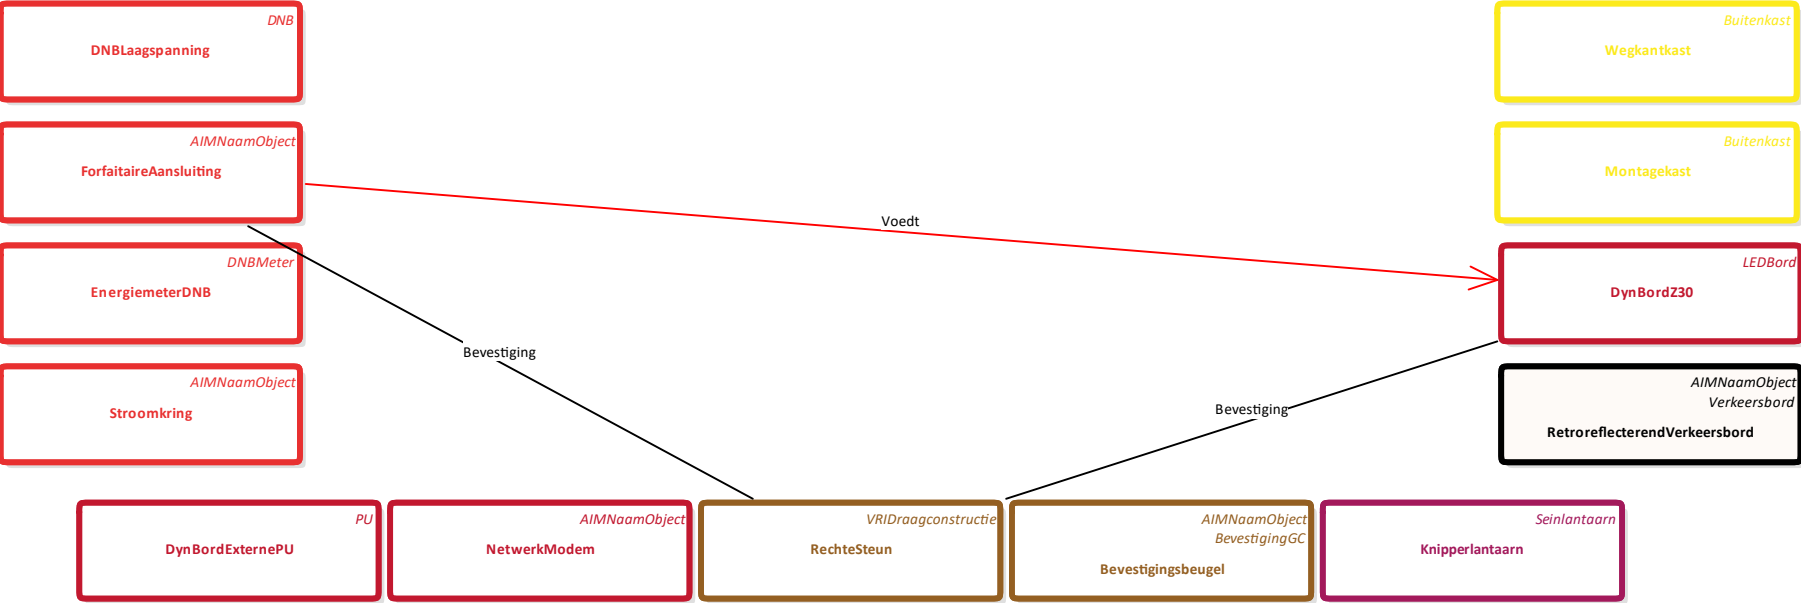 DNB
DNBLaagspanning
Buitenkast
Wegkantkast
AIMNaamObject
ForfaitaireAansluiting
Buitenkast
Montagekast
Voedt
DNBMeter
EnergiemeterDNB
LEDBord
DynBordZ30
Bevestiging
AIMNaamObject
Stroomkring
AIMNaamObject
Verkeersbord
RetroreflecterendVerkeersbord
Bevestiging
PU
DynBordExternePU
AIMNaamObject
NetwerkModem
VRIDraagconstructie
RechteSteun
AIMNaamObject
BevestigingGC
Bevestigingsbeugel
Seinlantaarn
Knipperlantaarn